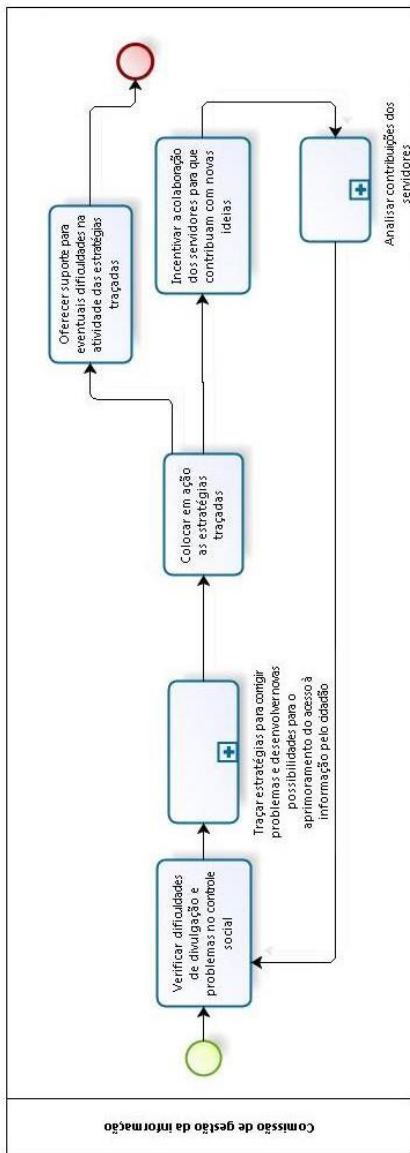 Comissão de gestão da informação
Verificar dificuldades
de divulgação e
problemas no controle
social
Traçar estratégias para corrigir
problemas e desenvolver novas
possibilidades para o
aprimoramento do acesso à
informação pelo cidadão
Colocar em ação
as estratégias
traçadas
Oferecer suporte para
eventuais dificuldades na
atividade das estratégias
traçadas
Incentivar a colaboração
dos servidores para que
contribuam com novas
ideias
Analisar contribuições dos
servidores